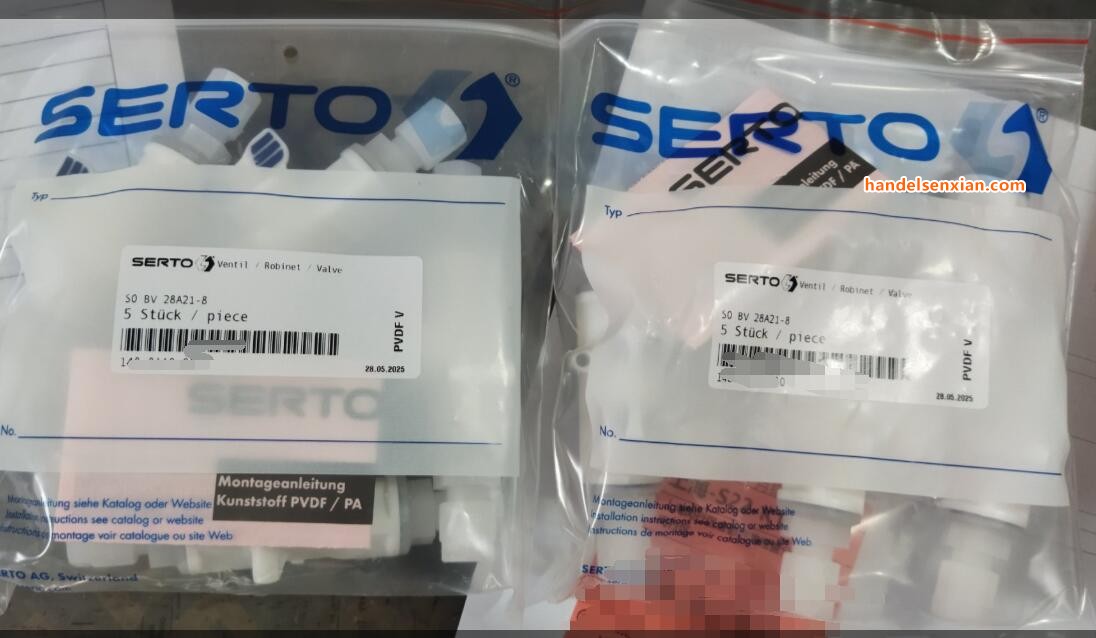 SERTO®
Typ
SERTO Ventil / Robinet / Valve
SO BV 28A21-8
5 Stück / piece
PVDF V
28.05.2025
SERTO
No.
Montageanleitung
Kunststoff PVDF / PA
Montageanleitung siehe Katalog oder Website
Installation instructions see catalog or website
Instructions de montage voir catalogue ou site Web
SERTO AG, Switzerland
SERTO®
SERTO
PVDF / PA
handelsenxian.com
Typ
SERTO Ventil / Robinet / Valve
SO BV 28A21-8
5 Stück / piece
PVDF V
28.05.2025
No.
Montageanleitung siehe Katalog oder Website
Installation instructions see catalog or website
Instructions de montage voir catalogue ou site Web